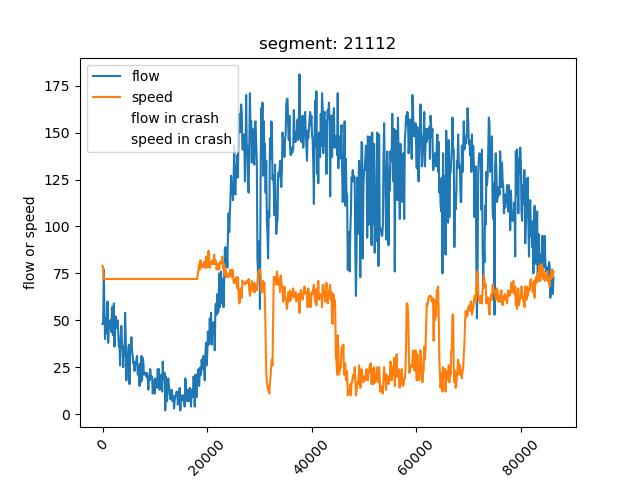 segment: 21112
flow
speed
flow in crash
speed in crash
flow or speed
175
150
125
100
75
50
25
0
0
20000
40000
60000
80000